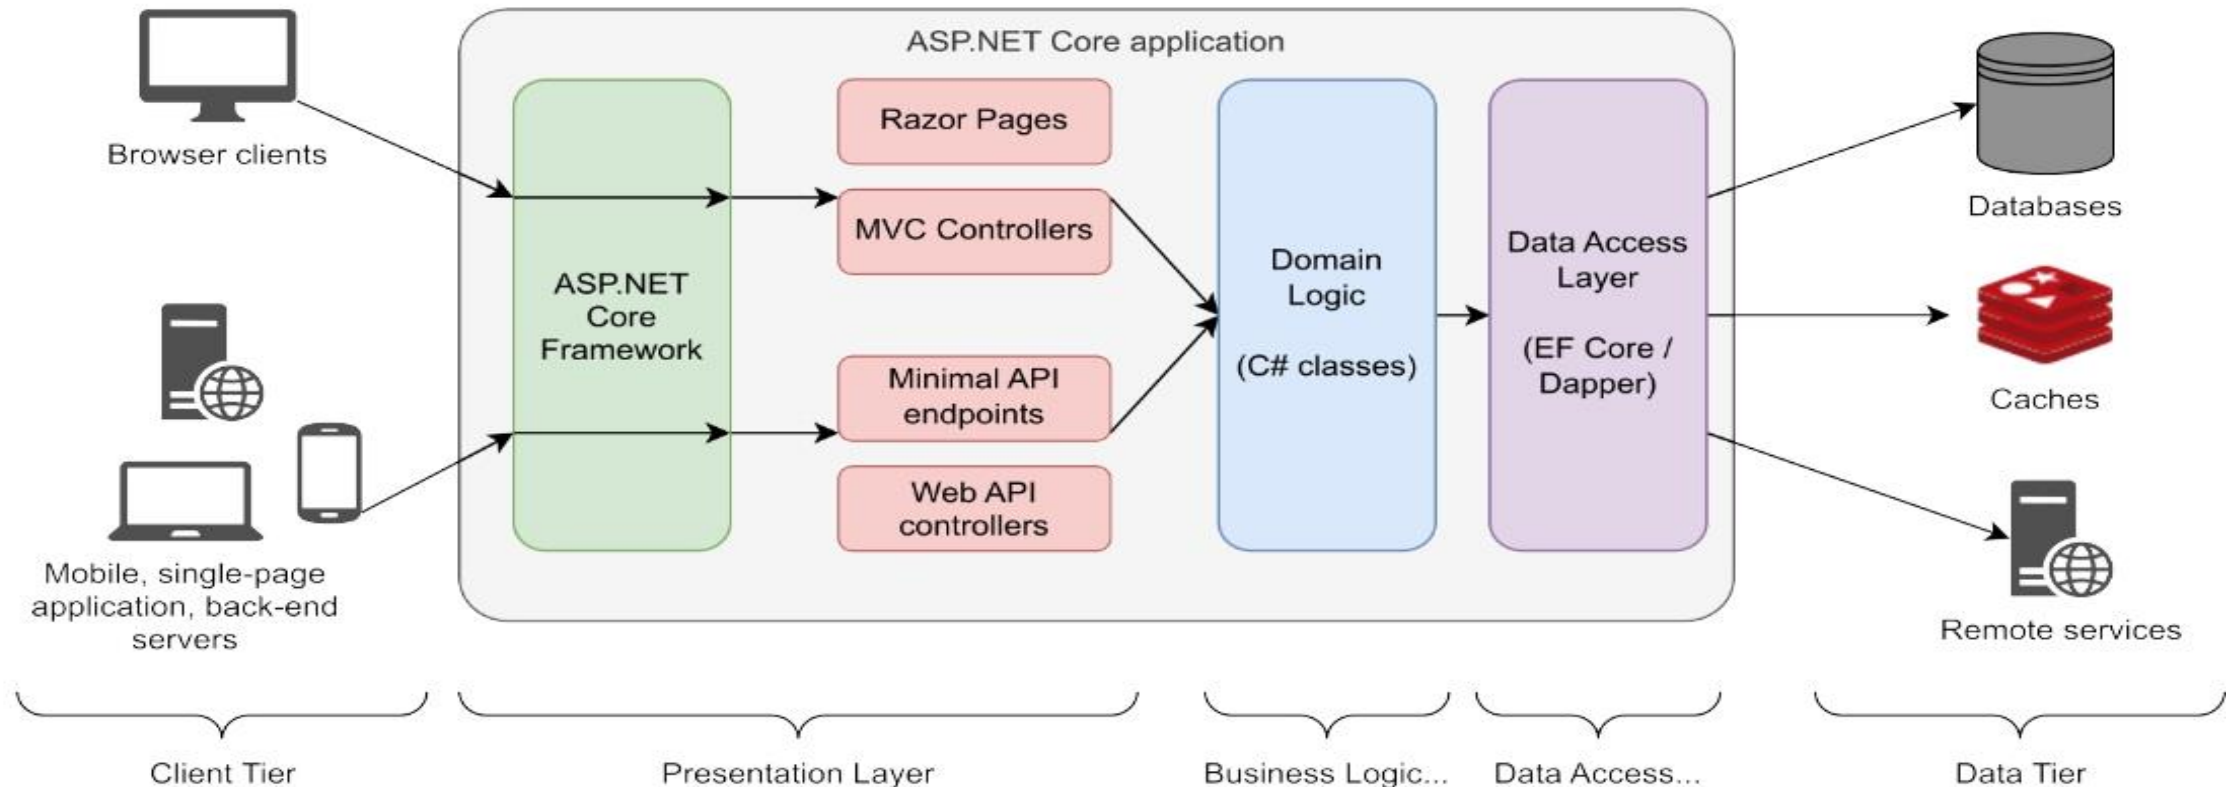 ASP.NET Core application
Browser clients
Mobile, single-page
application, back-end
servers
ASP.NET
Core
Framework
Razor Pages
MVC Controllers
Minimal API
endpoints
Web API
controllers
Domain
Logic
(C# classes)
Data Access
Layer
(EF Core /
Dapper)
Databases
Caches
Remote services
Client Tier
Presentation Layer
Business Logic...
Data Access...
Data Tier